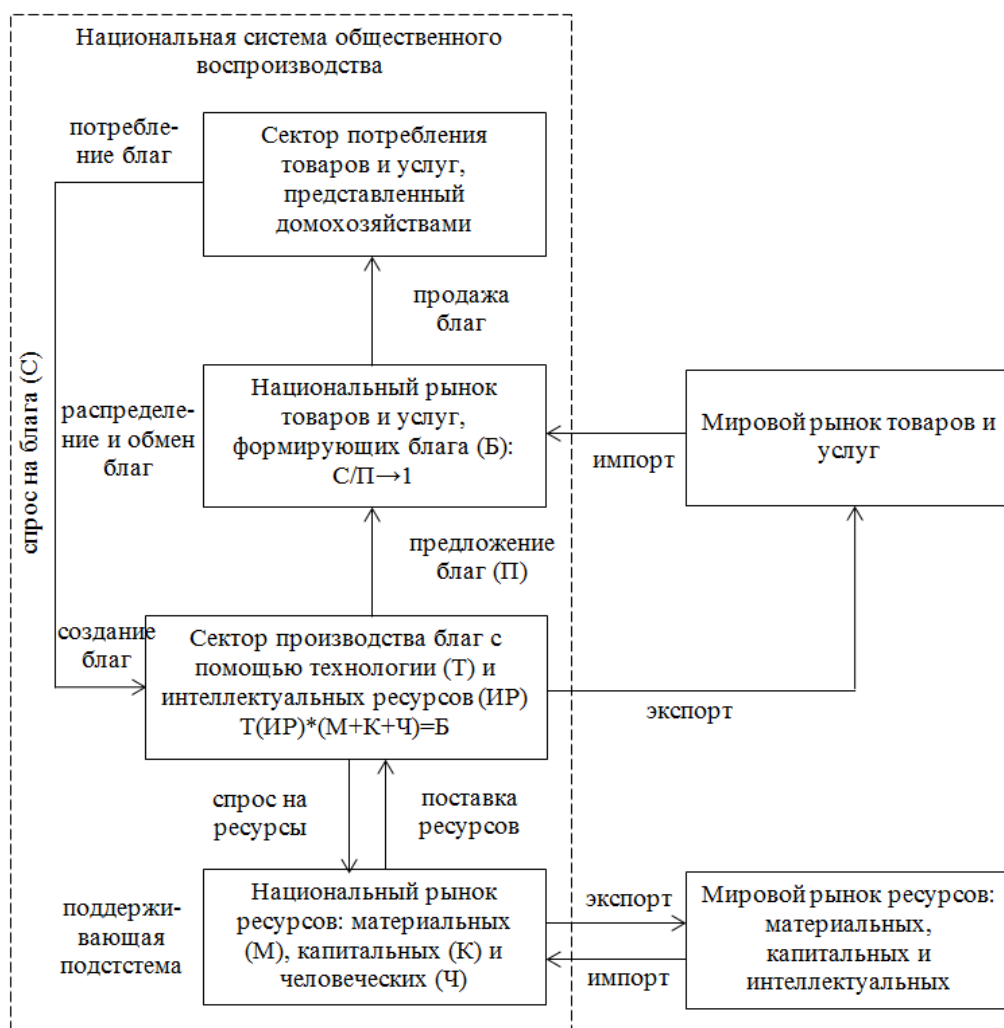 Национальная система общественного
воспроизводства
потребле-
ние благ
Сектор потребления
товаров и услуг,
представленный
домохозяйствами
продажа
благ
спрос на блага (С)
распределе-
ние и обмен
благ
Национальный рынок
товаров и услуг,
формирующих блага (Б):
С/П→1
импорт
Мировой рынок товаров и
услуг
предложение
благ (П)
создание
благ
Сектор производства благ с
помощью технологии (Т) и
интеллектуальных ресурсов (ИР)
Т(ИР)*(М+К+Ч)=Б
экспорт
спрос на
ресурсы
поставка
ресурсов
поддержи-
вающая
подстстема
Национальный рынок
ресурсов: материальных
(М), капитальных (К) и
человеческих (Ч)
экспорт
импорт
Мировой рынок ресурсов:
материальных,
капитальных и
интеллектуальных